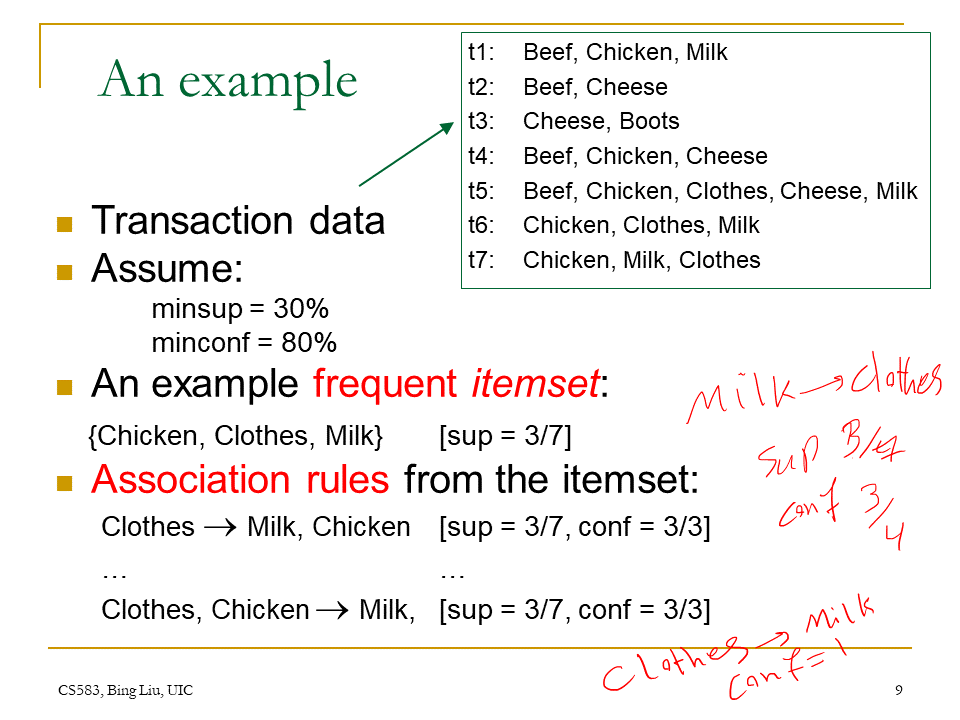 An example
t1: Beef, Chicken, Milk
t2: Beef, Cheese
t3: Cheese, Boots
t4: Beef, Chicken, Cheese
t5: Beef, Chicken, Clothes, Cheese, Milk
t6: Chicken, Clothes, Milk
t7: Chicken, Milk, Clothes
Transaction data
Assume:
minsup = 30%
minconf = 80%
An example frequent itemset:
{Chicken, Clothes, Milk} [sup = 3/7]
Association rules from the itemset:
Clothes → Milk, Chicken [sup = 3/7, conf = 3/3]
… …
Clothes, Chicken → Milk, [sup = 3/7, conf = 3/3]
Milk → Clothes
sup 3/7
conf 3/4
Clothes → Milk
conf = 1
CS583, Bing Liu, UIC 9